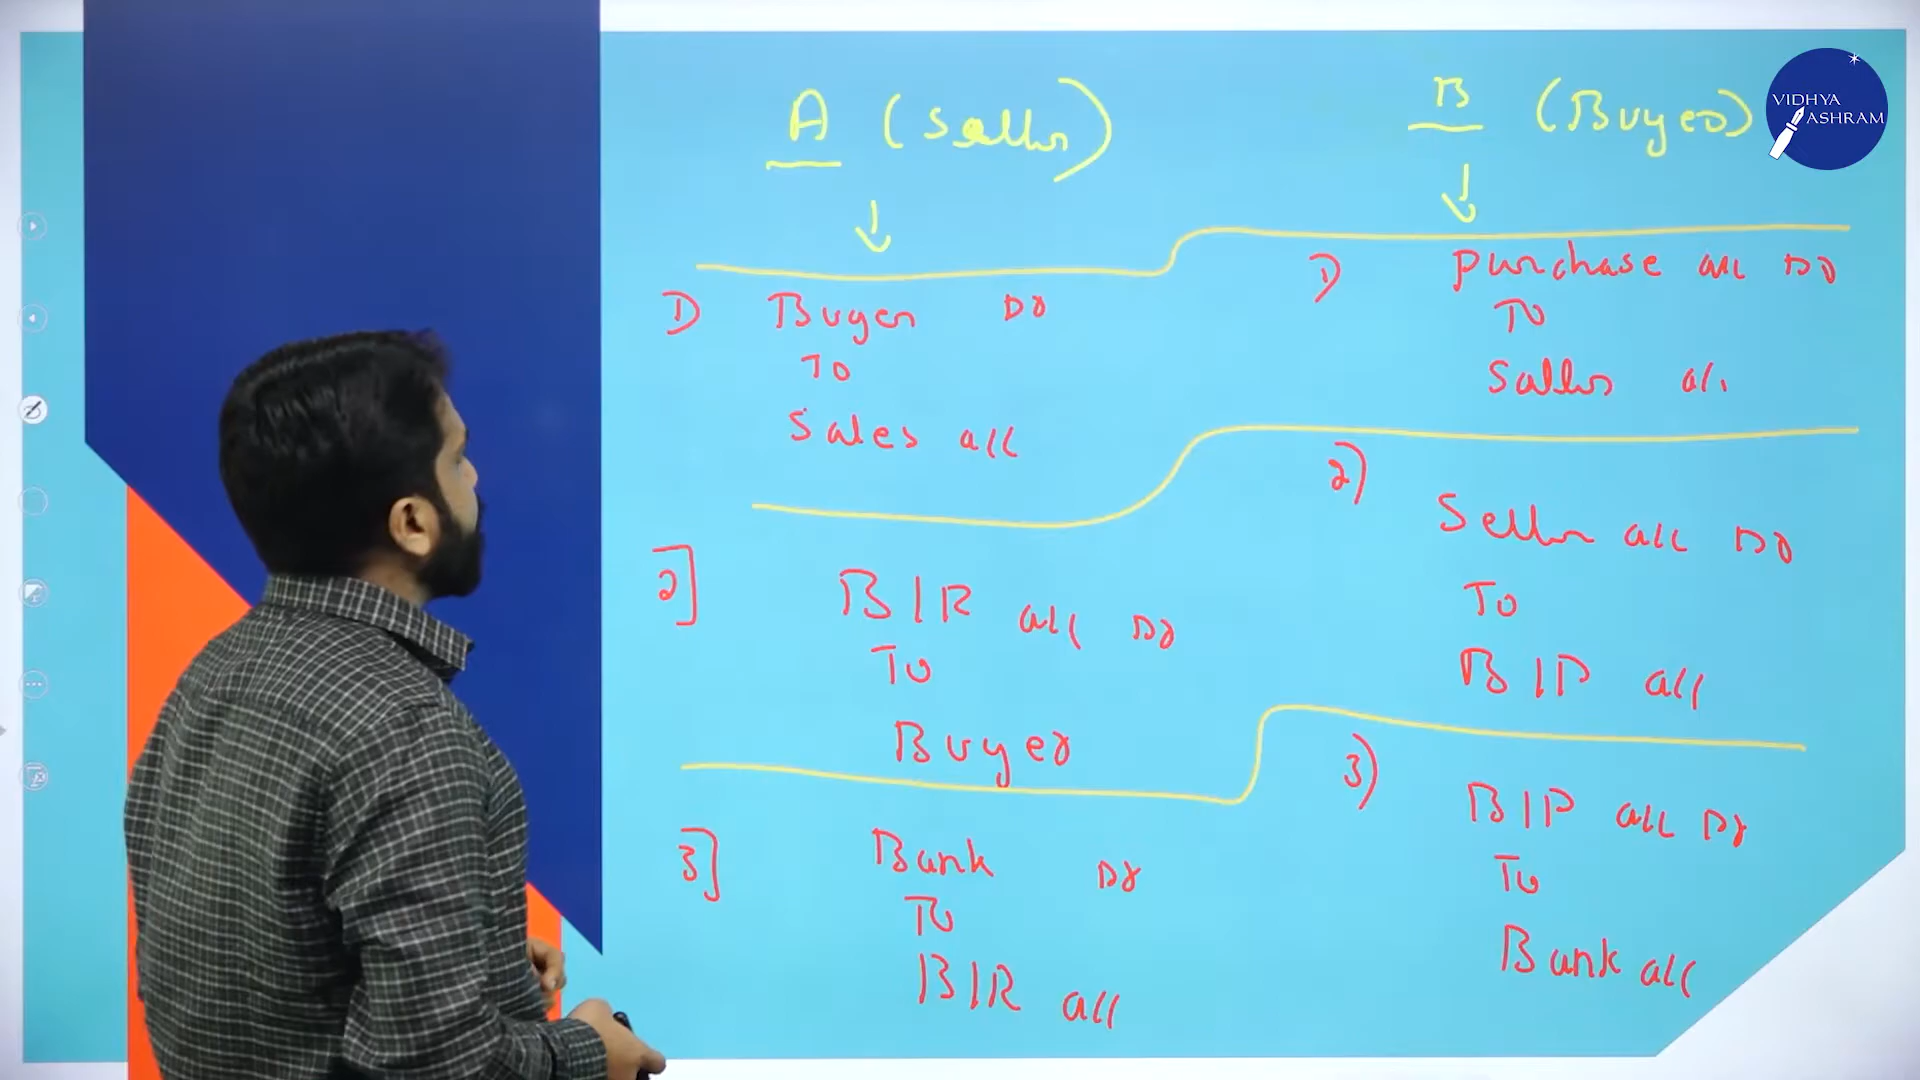 VIDHYA
ASHRAM
A (Seller)
B (Buyer)
1) Buyer Dr
To
Sales a/c
1) Purchase a/c Dr
To
Seller a/c
2] B/R a/c Dr
To
Buyer
2) Seller a/c Dr
To
B/P a/c
3] Bank Dr
To
B/R a/c
3) B/P a/c Dr
To
Bank a/c